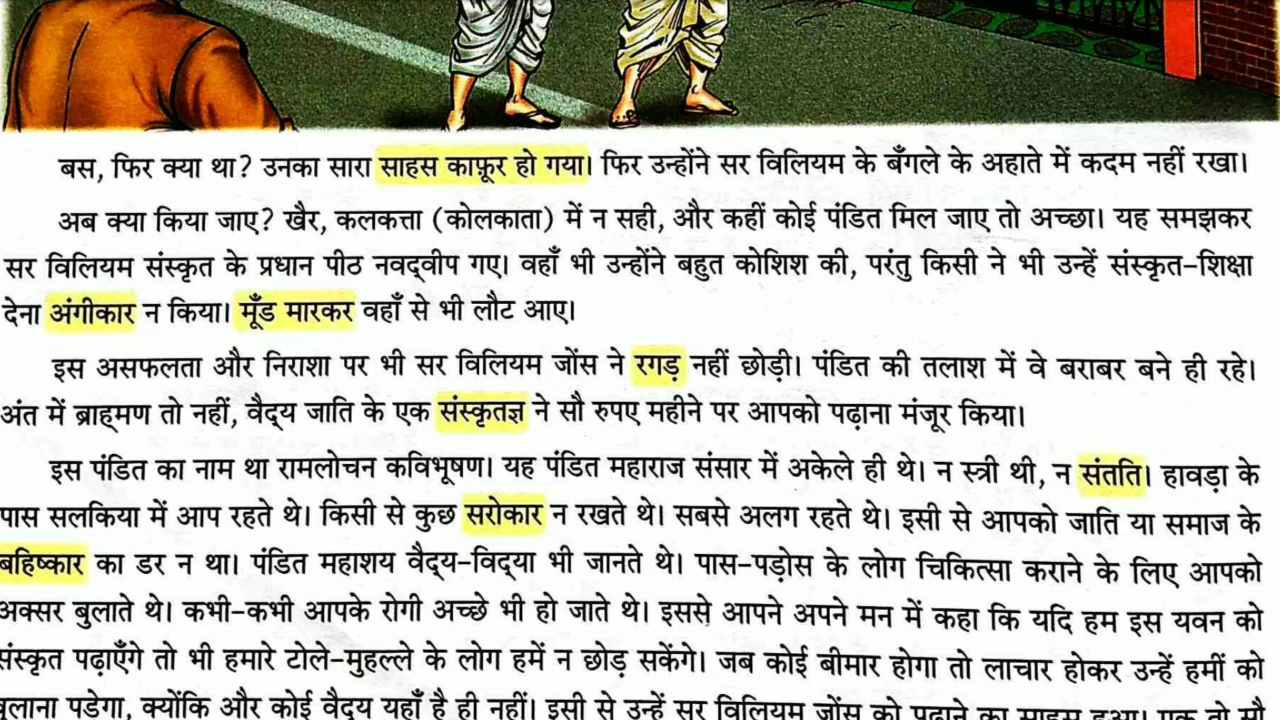 बस, फिर क्या था? उनका सारा साहस काफ़ूर हो गया। फिर उन्होंने सर विलियम के बँगले के अहाते में कदम नहीं रखा।
अब क्या किया जाए? खैर, कलकत्ता (कोलकाता) में न सही, और कहीं कोई पंडित मिल जाए तो अच्छा। यह समझकर
सर विलियम संस्कृत के प्रधान पीठ नवद्वीप गए। वहाँ भी उन्होंने बहुत कोशिश की, परंतु किसी ने भी उन्हें संस्कृत-शिक्षा
देना अंगीकार न किया। मूँड मारकर वहाँ से भी लौट आए।
इस असफलता और निराशा पर भी सर विलियम जोंस ने रगड़ नहीं छोड़ी। पंडित की तलाश में वे बराबर बने ही रहे।
अंत में ब्राह्मण तो नहीं, वैद्य जाति के एक संस्कृतज्ञ ने सौ रुपए महीने पर आपको पढ़ाना मंजूर किया।
इस पंडित का नाम था रामलोचन कविभूषण। यह पंडित महाराज संसार में अकेले ही थे। न स्त्री थी, न संतति। हावड़ा के
पास सलकिया में आप रहते थे। किसी से कुछ सरोकार न रखते थे। सबसे अलग रहते थे। इसी से आपको जाति या समाज के
बहिष्कार का डर न था। पंडित महाशय वैद्य-विद्या भी जानते थे। पास-पड़ोस के लोग चिकित्सा कराने के लिए आपको
अक्सर बुलाते थे। कभी-कभी आपके रोगी अच्छे भी हो जाते थे। इससे आपने अपने मन में कहा कि यदि हम इस यवन को
संस्कृत पढ़ाएँगे तो भी हमारे टोले-मुहल्ले के लोग हमें न छोड़ सकेंगे। जब कोई बीमार होगा तो लाचार होकर उन्हें हमीं को
बुलाना पड़ेगा, क्योंकि और कोई वैद्य यहाँ है ही नहीं। इसी से उन्हें सर विलियम जोंस को पढ़ाने का साहस हुआ। एक तो सौ